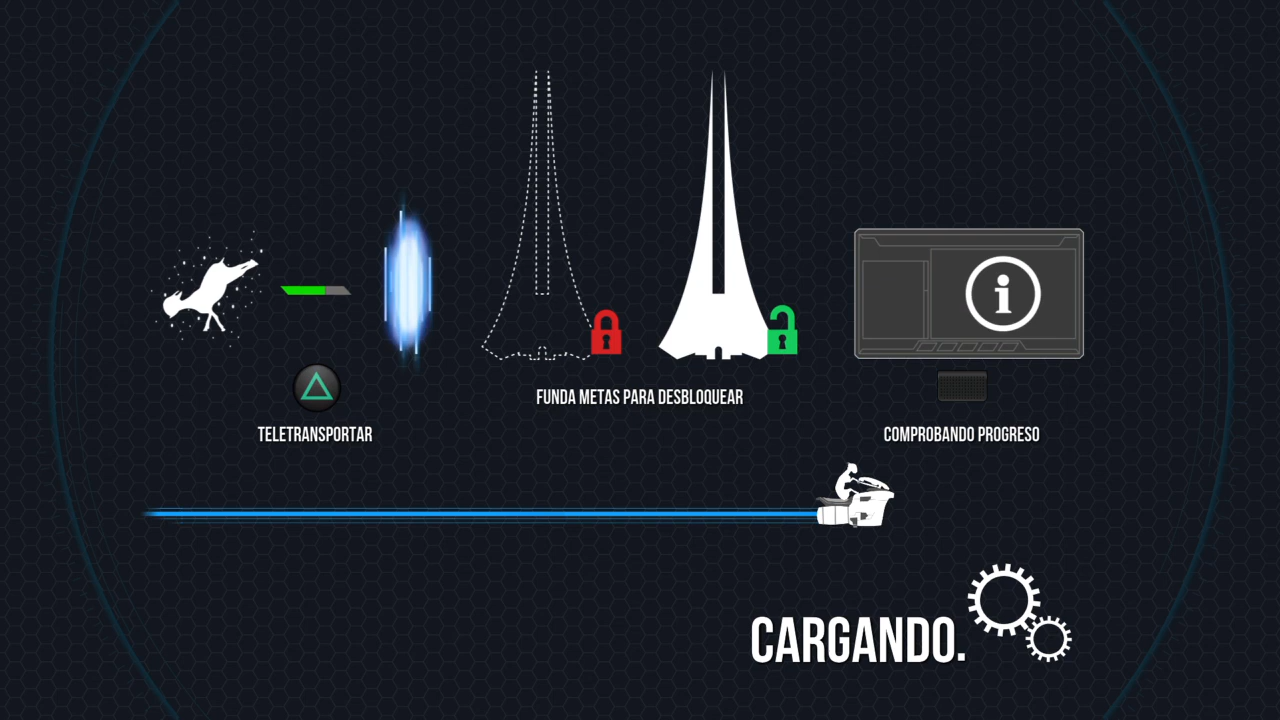 TELETRANSPORTAR
FUNDA METAS PARA DESBLOQUEAR
COMPROBANDO PROGRESO
CARGANDO.